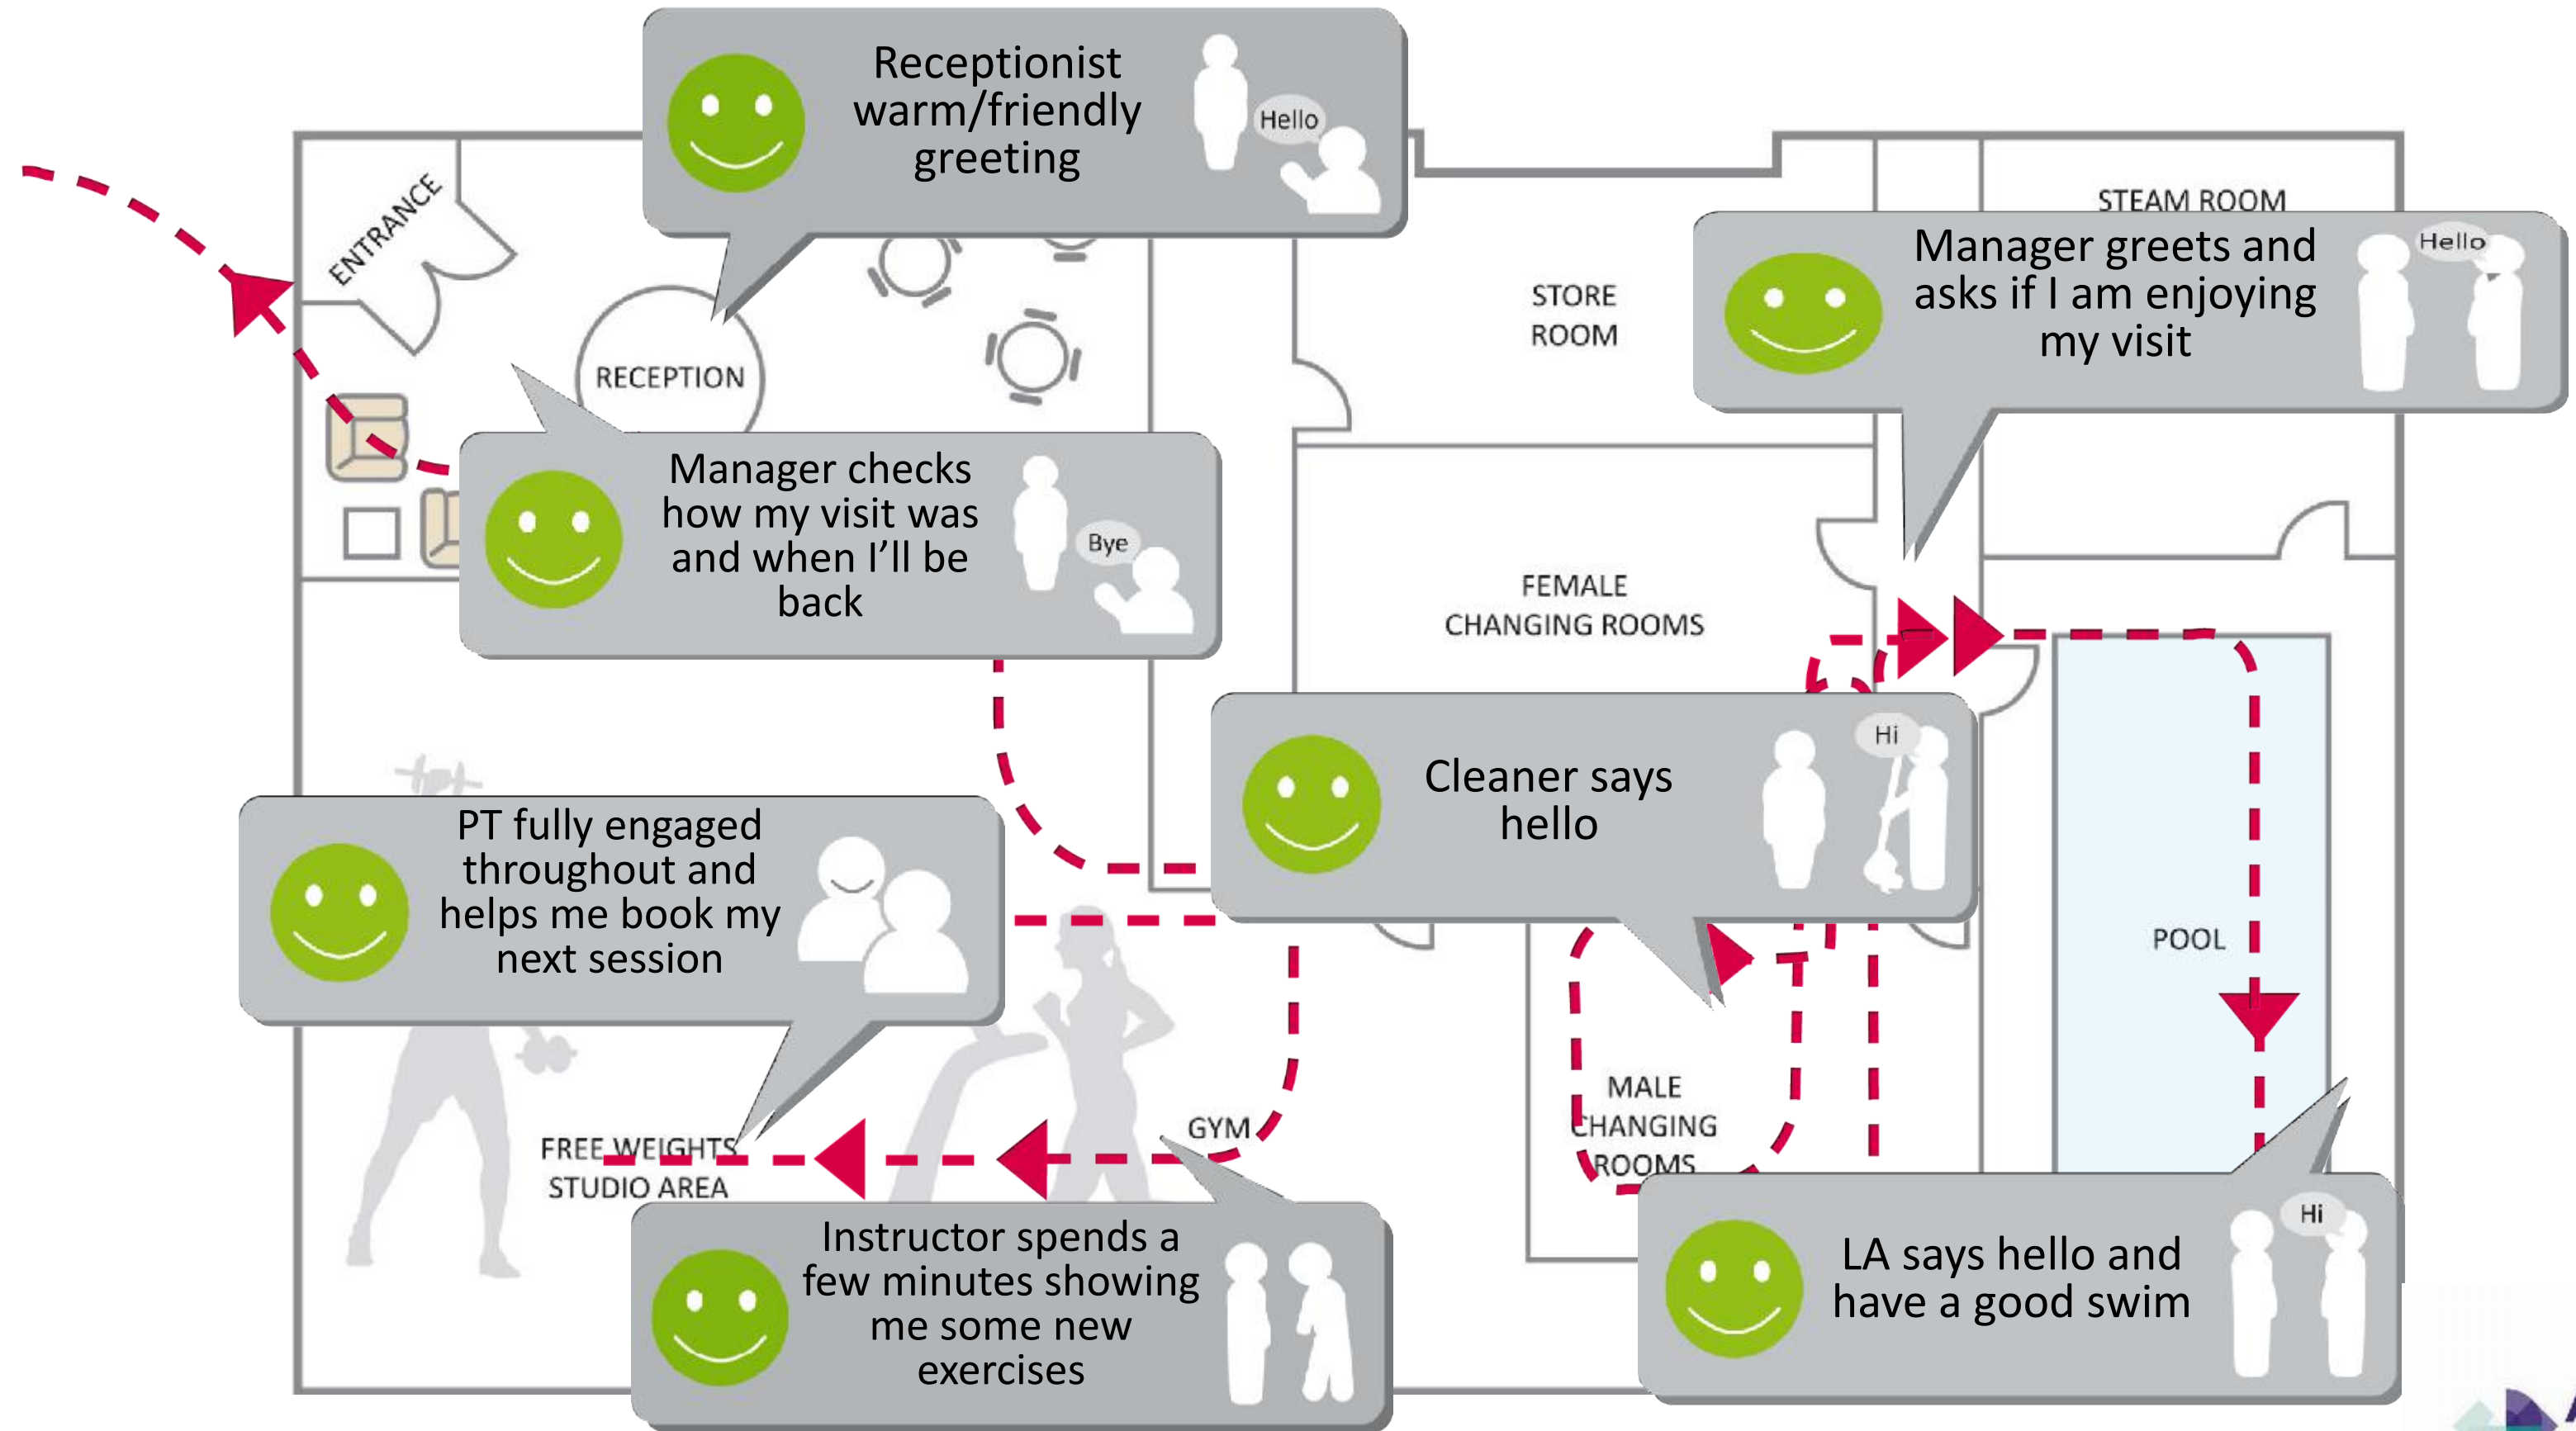 Receptionist
warm/friendly
greeting
Hello
ENTRANCE
STEAM ROOM
Manager greets and
asks if I am enjoying
my visit
Hello
STORE
ROOM
RECEPTION
Manager checks
how my visit was
and when I’ll be
back
Bye
FEMALE
CHANGING ROOMS
Cleaner says
hello
Hi
PT fully engaged
throughout and
helps me book my
next session
POOL
MALE
CHANGING
ROOMS
GYM
FREE WEIGHTS
STUDIO AREA
Instructor spends a
few minutes showing
me some new
exercises
LA says hello and
have a good swim
Hi